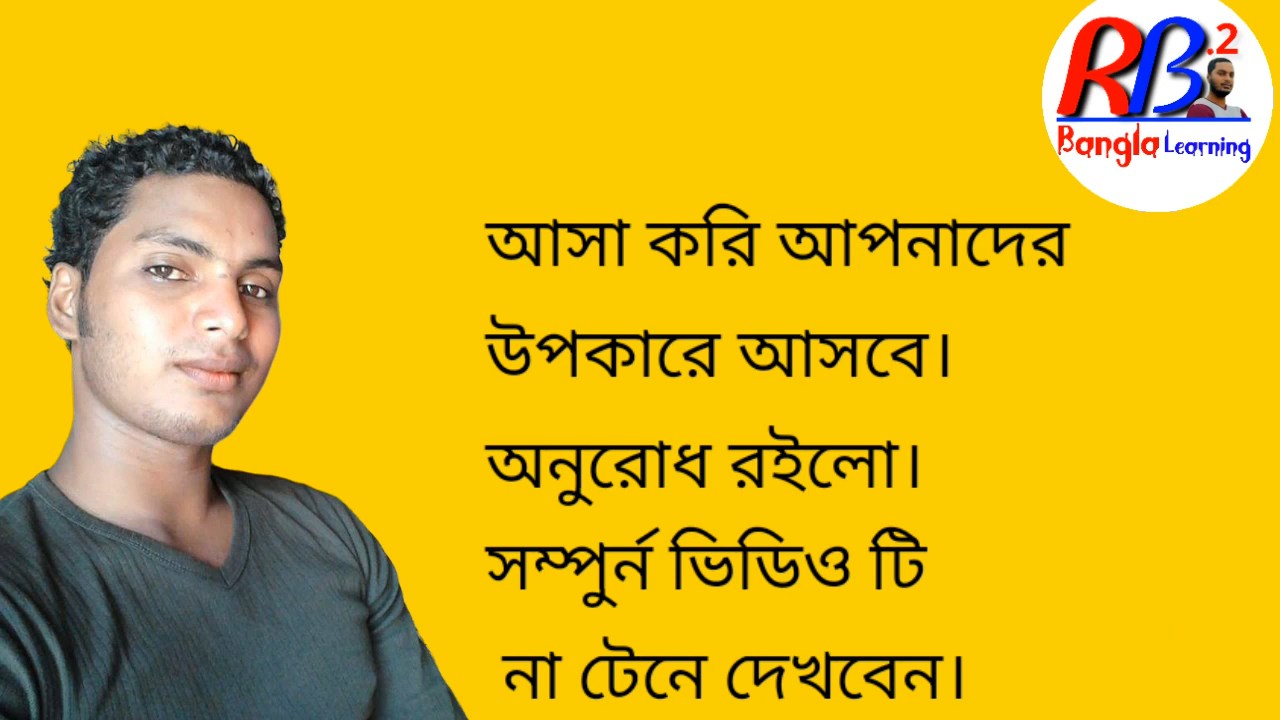 RB.2
Bangla Learning
আসা করি আপনাদের
উপকারে আসবে।
অনুরোধ রইলো।
সম্পুর্ন ভিডিও টি
না টেনে দেখবেন।